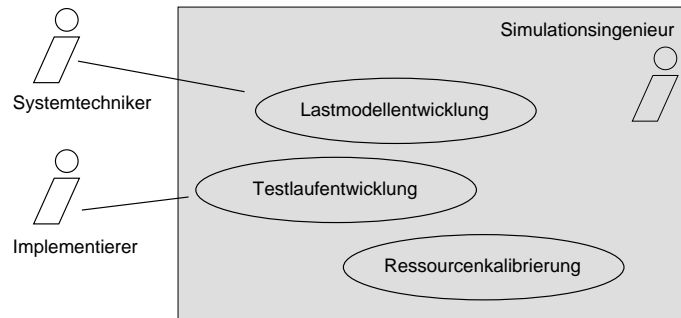 Simulationsingenieur
Systemtechniker
Lastmodellentwicklung
Testlaufentwicklung
Implementierer
Ressourcenkalibrierung